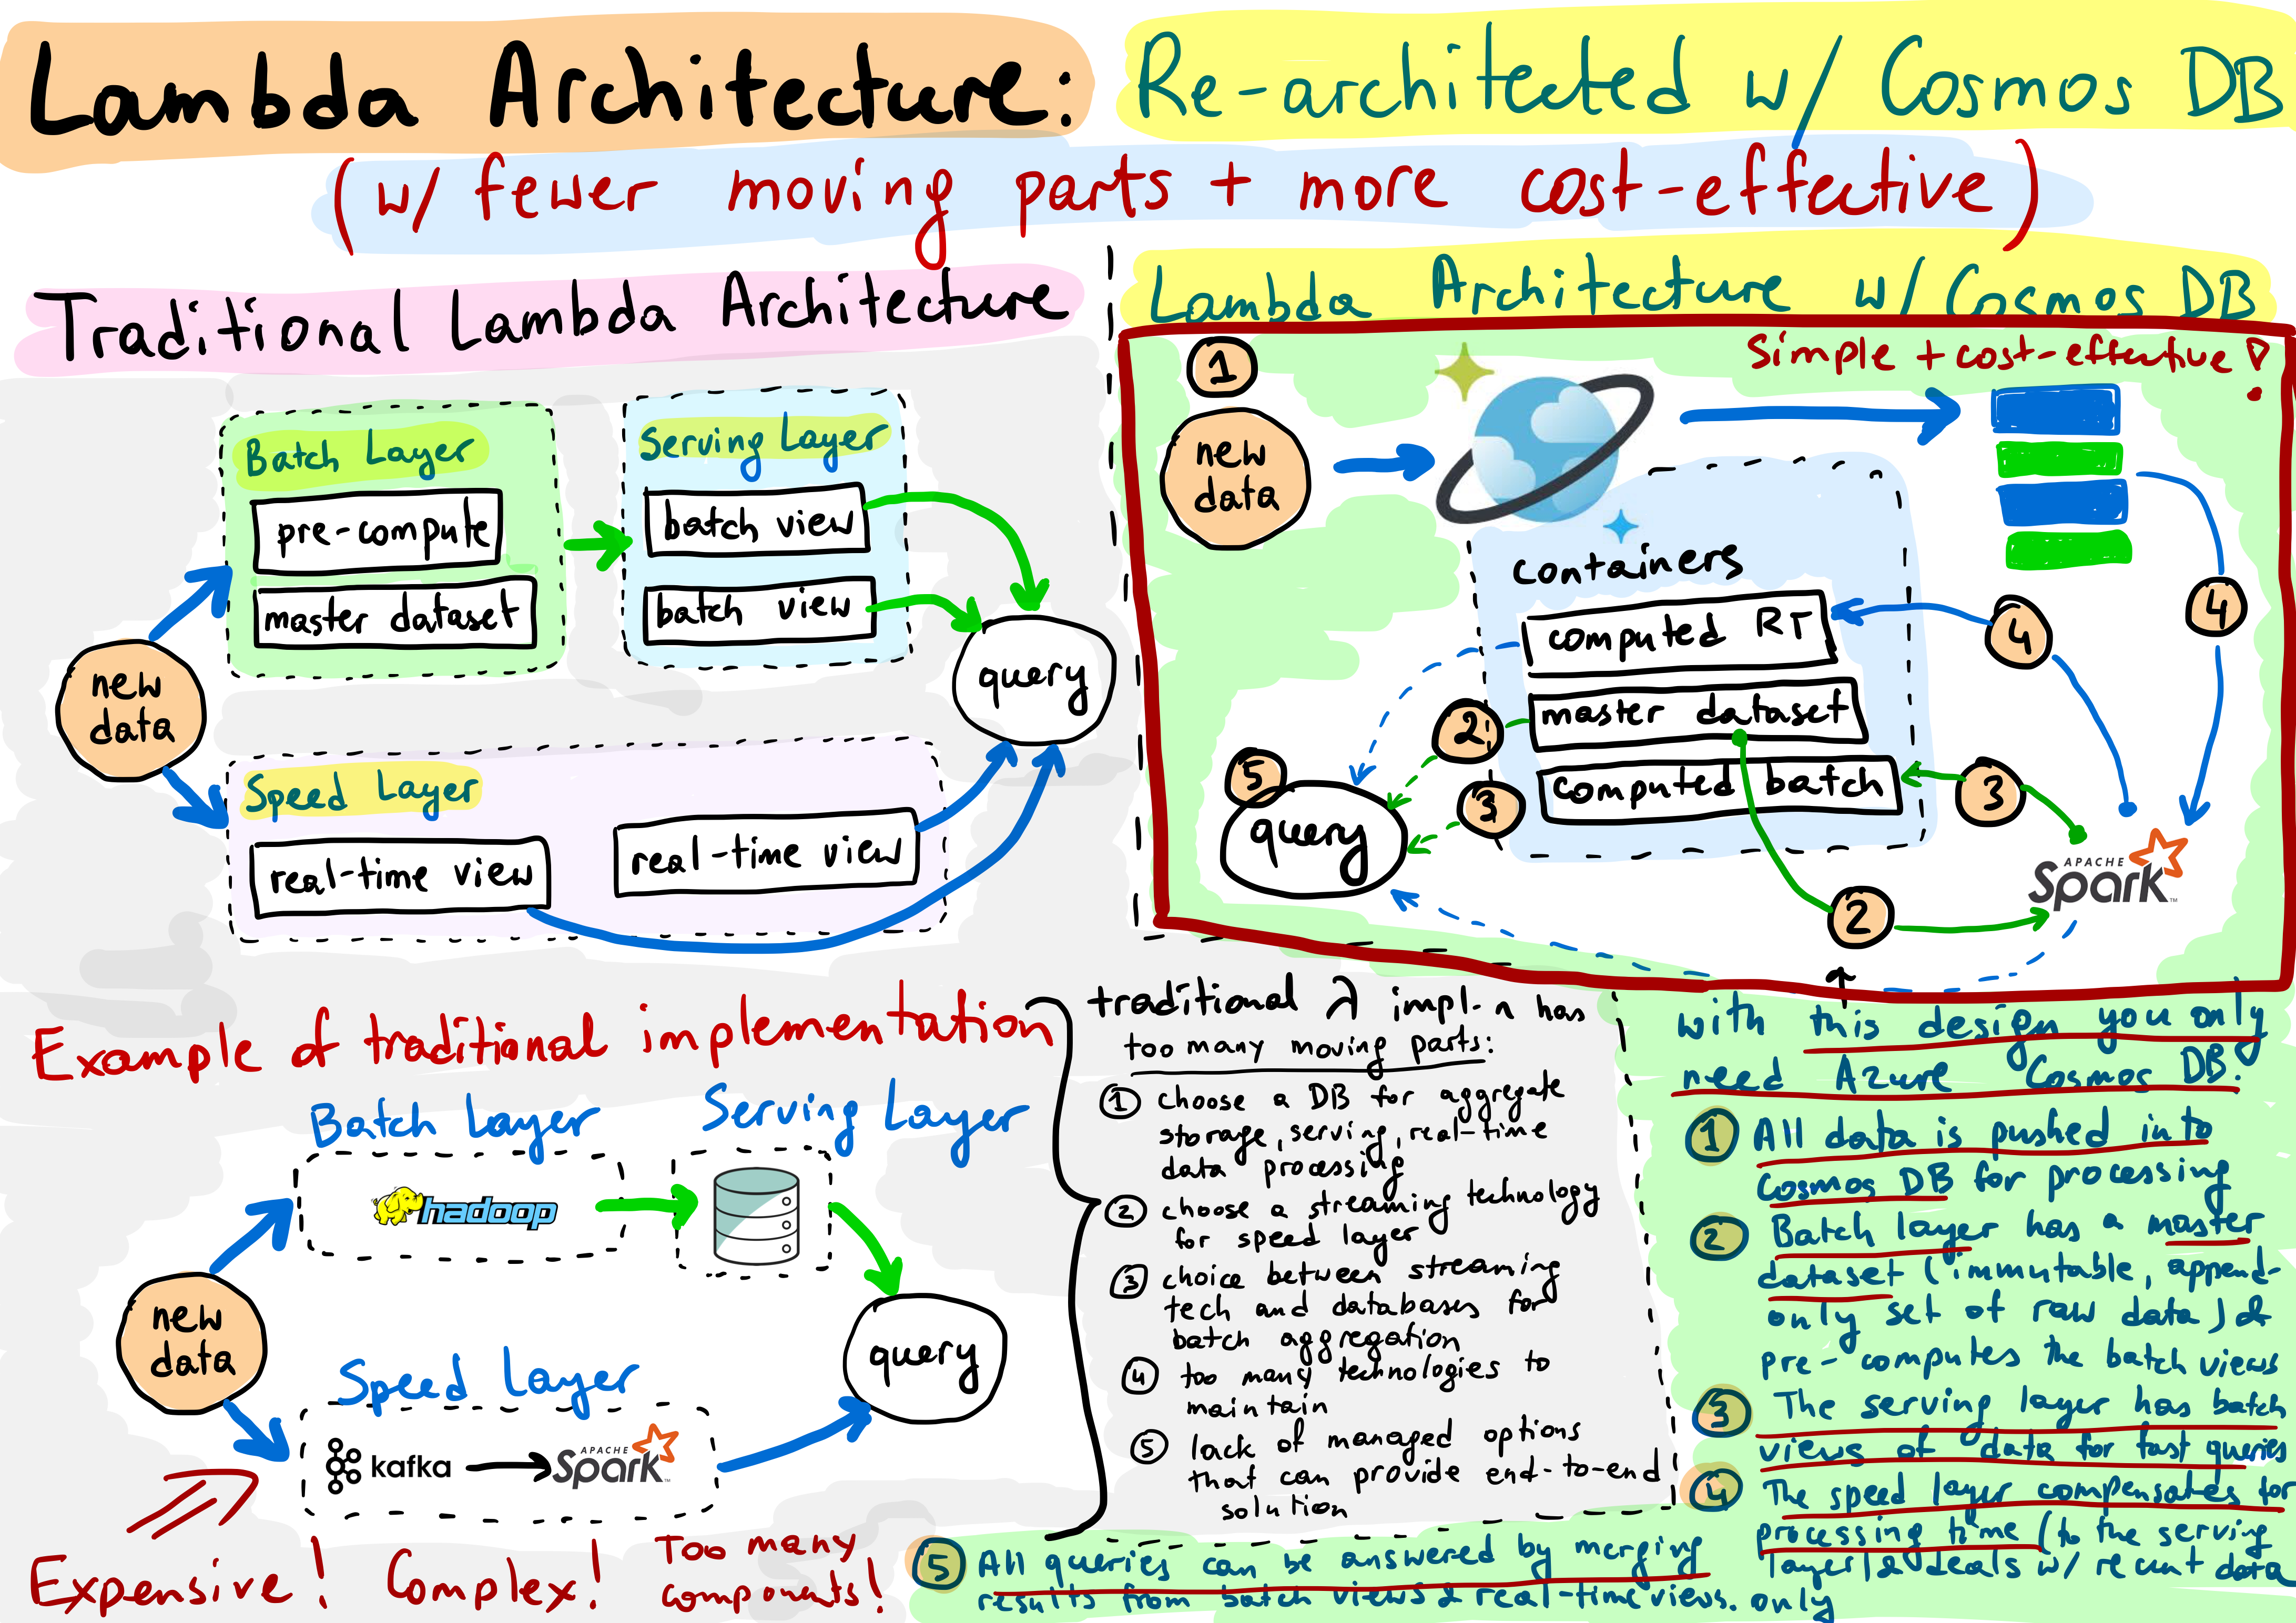 Lambda Architecture: Re-architected w/ Cosmos DB
(w/ fewer moving parts + more cost-effective)
Traditional Lambda Architecture
Batch Layer
pre-compute
master dataset
Serving Layer
batch view
batch view
new
data
query
Speed Layer
real-time view
real-time view
Lambda Architecture w/ Cosmos DB
Simple + cost-effective!
1
new
data
containers
computed RT
master dataset
computed batch
4
4
2
3
3
5
query
2
APACHE
Spark™
Example of traditional implementation
Batch Layer
Serving Layer
hadoop
new
data
query
Speed Layer
kafka
APACHE
Spark™
Expensive! Complex! Too many
components!
traditional λ impl-n has
too many moving parts:
1 choose a DB for aggregate
storage, serving, real-time
data processing
2 choose a streaming technology
for speed layer
3 choice between streaming
tech and databases for
batch aggregation
4 too many technologies to
maintain
5 lack of managed options
that can provide end-to-end
solution
with this design you only
need Azure Cosmos DB!
1 All data is pushed into
Cosmos DB for processing
2 Batch layer has a master
dataset (immutable, append-
only set of raw data) &
pre-computes the batch views
3 The serving layer has batch
views of data for fast queries
4 The speed layer compensates for
processing time (to the serving
layer) & deals w/ recent data
only
5 All queries can be answered by merging
results from batch views & real-time views.